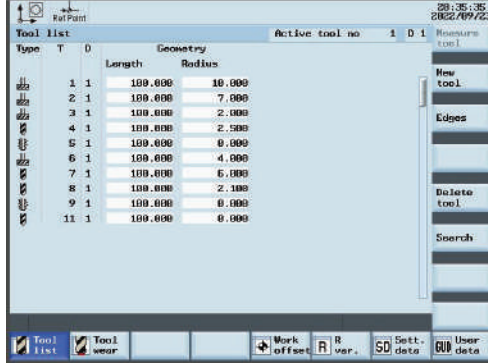 Ref Point
20:35:35
2022/09/23
Tool list
Active tool no 1 D 1
Measure tool
Type T D Geometry
Length Radius
1 1 100.000 10.000
2 1 100.000 7.000
3 1 100.000 2.000
4 1 100.000 2.500
5 1 100.000 0.000
6 1 100.000 4.000
7 1 100.000 6.000
8 1 100.000 2.100
9 1 100.000 0.000
11 1 100.000 0.000
New tool
Edges
Delete tool
Search
Tool list
Tool wear
Work offset
R R var.
SD Sett. data
GUD User data